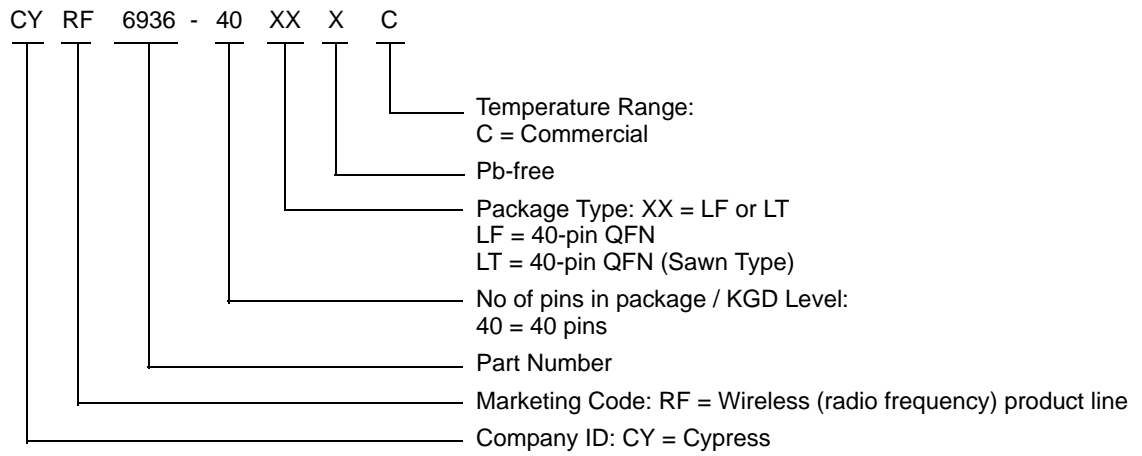 CY RF 6936 - 40 XX X C
Temperature Range:
C = Commercial
Pb-free
Package Type: XX = LF or LT
LF = 40-pin QFN
LT = 40-pin QFN (Sawn Type)
No of pins in package / KGD Level:
40 = 40 pins
Part Number
Marketing Code: RF = Wireless (radio frequency) product line
Company ID: CY = Cypress